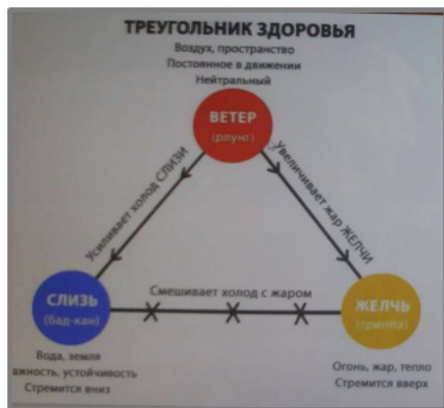 ТРЕУГОЛЬНИК ЗДОРОВЬЯ
Воздух, пространство
Постоянное в движении
Нейтральный
ВЕТЕР
(рлунг)
Усиливает холод СЛИЗИ
Увеличивает жар ЖЕЛЧИ
Смешивает холод с жаром
СЛИЗЬ
(бад-кан)
ЖЕЛЧЬ
(трипа)
Вода, земля
ажность, устойчивость
Стремится вниз
Огонь, жар, тепло
Стремится вверх